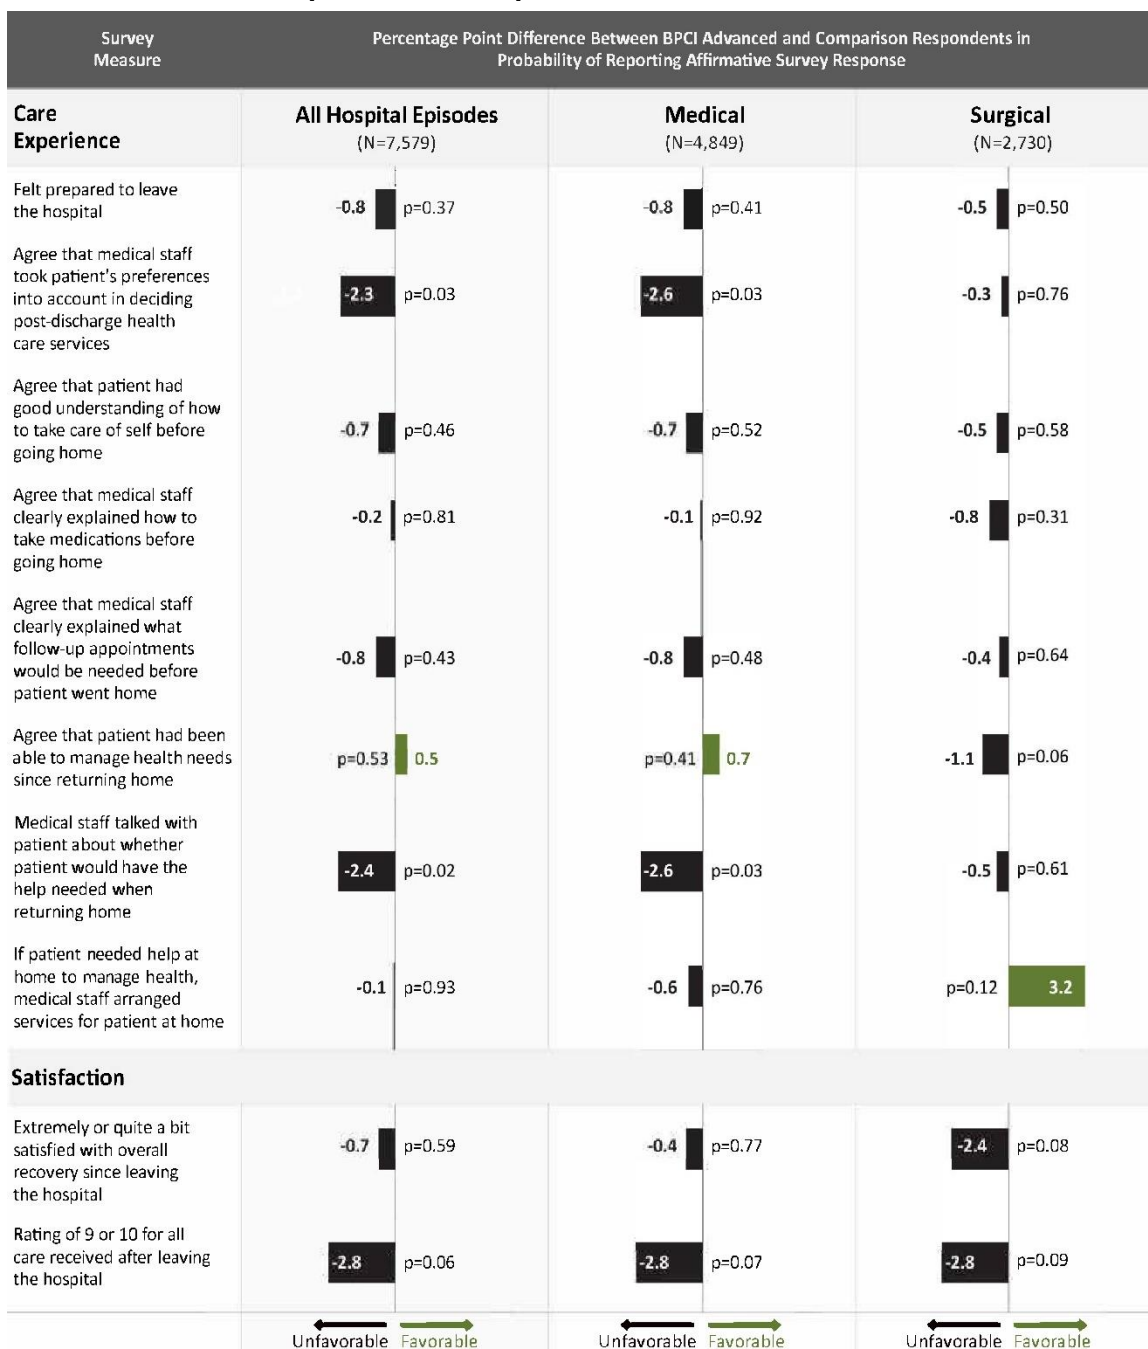 Survey
Measure
Percentage Point Difference Between BPCI Advanced and Comparison Respondents in
Probability of Reporting Affirmative Survey Response
Care
Experience
All Hospital Episodes
(N=7,579)
Medical
(N=4,849)
Surgical
(N=2,730)
Felt prepared to leave
the hospital
-0.8 p=0.37
-0.8 p=0.41
-0.5 p=0.50
Agree that medical staff
took patient's preferences
into account in deciding
post-discharge health
care services
-2.3 p=0.03
-2.6 p=0.03
-0.3 p=0.76
Agree that patient had
good understanding of how
to take care of self before
going home
-0.7 p=0.46
-0.7 p=0.52
-0.5 p=0.58
Agree that medical staff
clearly explained how to
take medications before
going home
-0.2 p=0.81
-0.1 p=0.92
-0.8 p=0.31
Agree that medical staff
clearly explained what
follow-up appointments
would be needed before
patient went home
-0.8 p=0.43
-0.8 p=0.48
-0.4 p=0.64
Agree that patient had been
able to manage health needs
since returning home
p=0.53 0.5
p=0.41 0.7
-1.1 p=0.06
Medical staff talked with
patient about whether
patient would have the
help needed when
returning home
-2.4 p=0.02
-2.6 p=0.03
-0.5 p=0.61
If patient needed help at
home to manage health,
medical staff arranged
services for patient at home
-0.1 p=0.93
-0.6 p=0.76
p=0.12 3.2
Satisfaction
Extremely or quite a bit
satisfied with overall
recovery since leaving
the hospital
-0.7 p=0.59
-0.4 p=0.77
-2.4 p=0.08
Rating of 9 or 10 for all
care received after leaving
the hospital
-2.8 p=0.06
-2.8 p=0.07
-2.8 p=0.09
Unfavorable Favorable
Unfavorable Favorable
Unfavorable Favorable